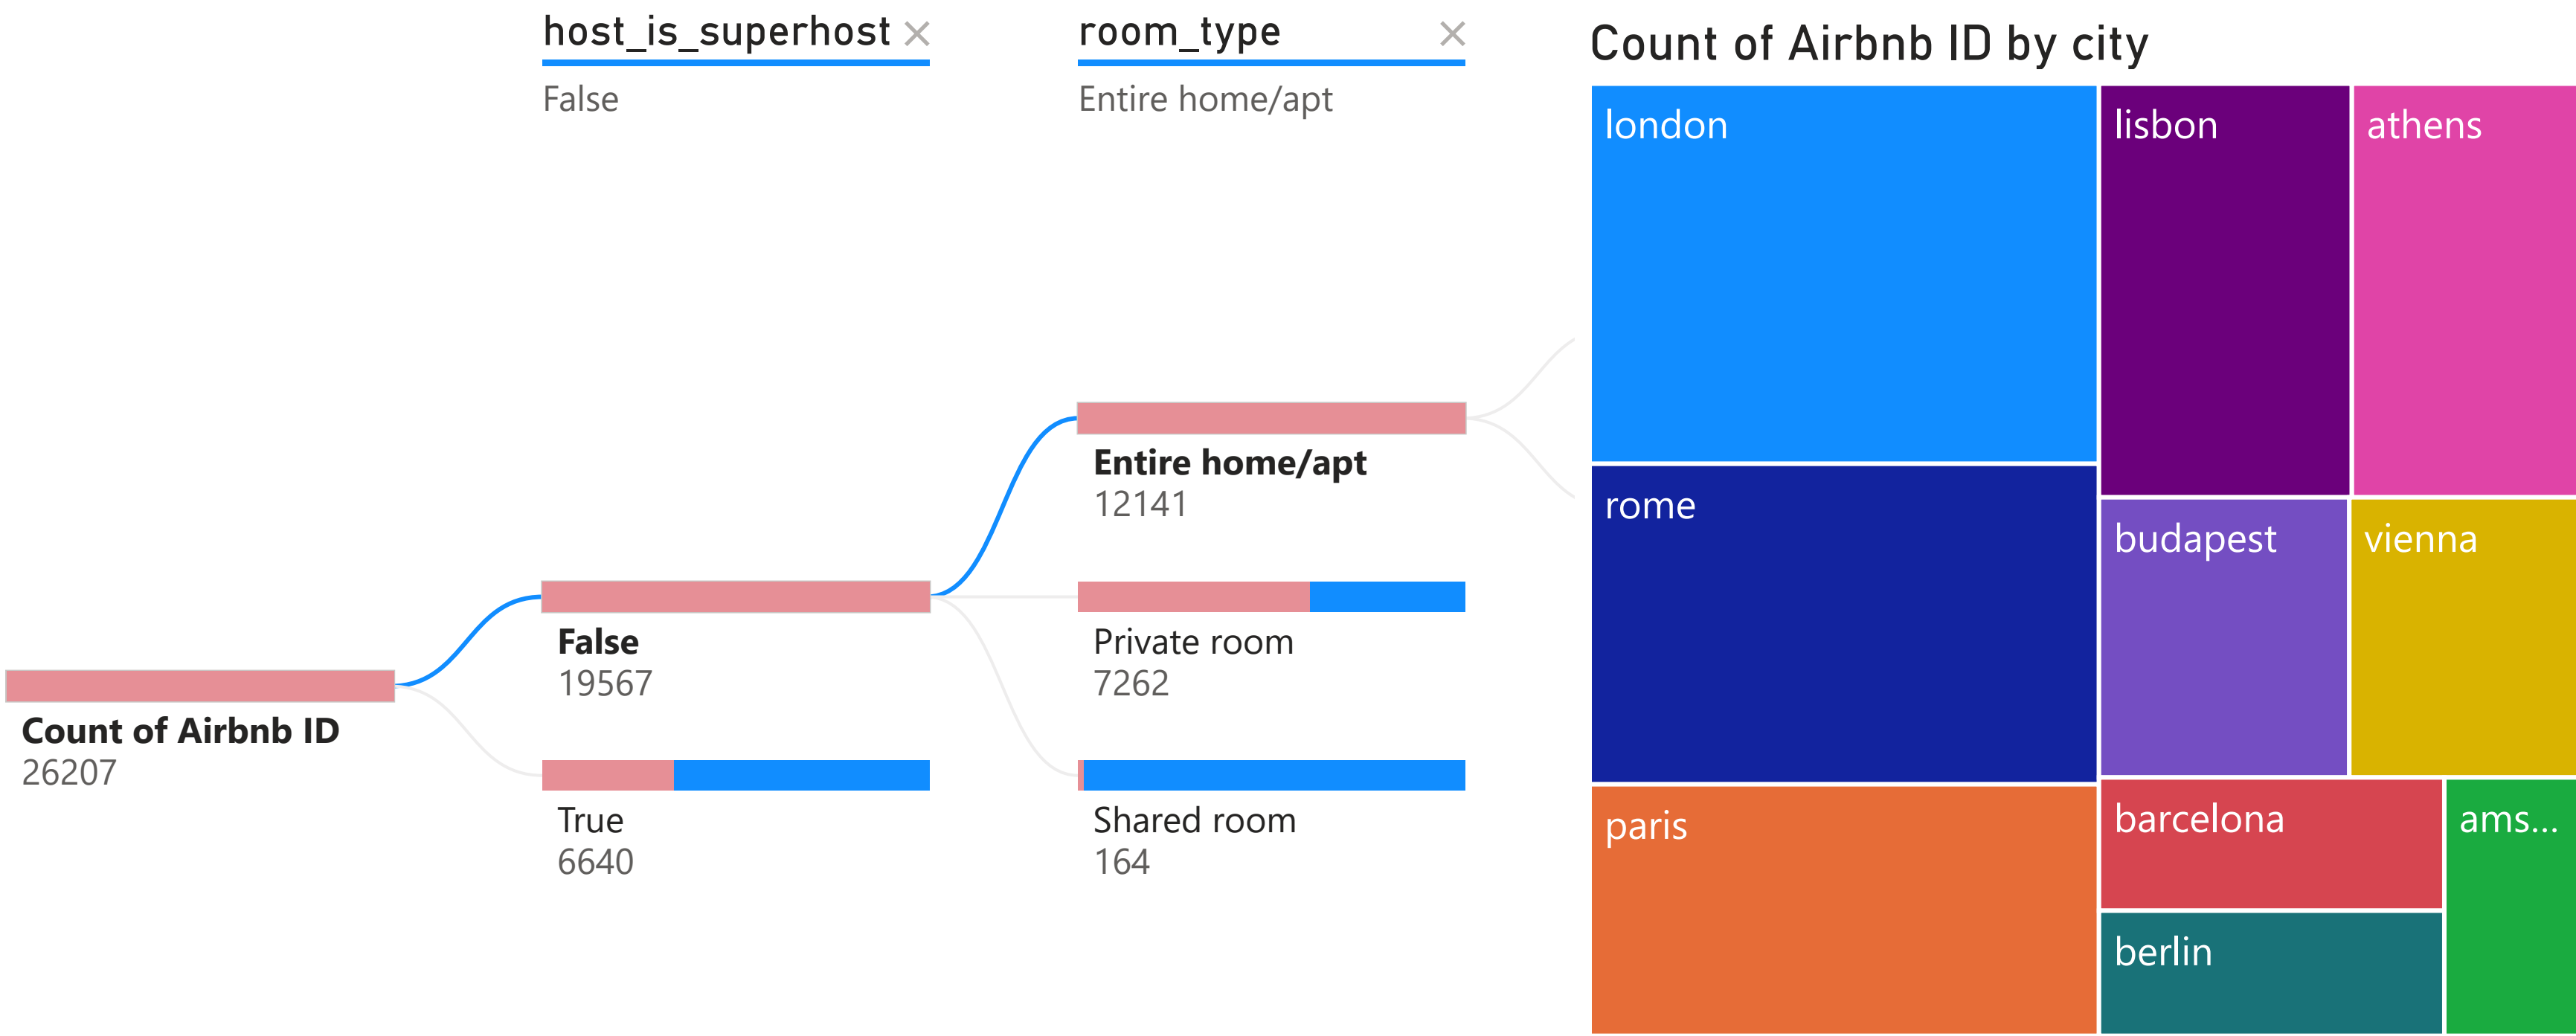 host_is_superhost
False
room_type
Entire home/apt
Count of Airbnb ID
26207
False
19567
True
6640
Entire home/apt
12141
Private room
7262
Shared room
164
Count of Airbnb ID by city
london
lisbon
athens
rome
budapest
vienna
paris
barcelona
ams...
berlin